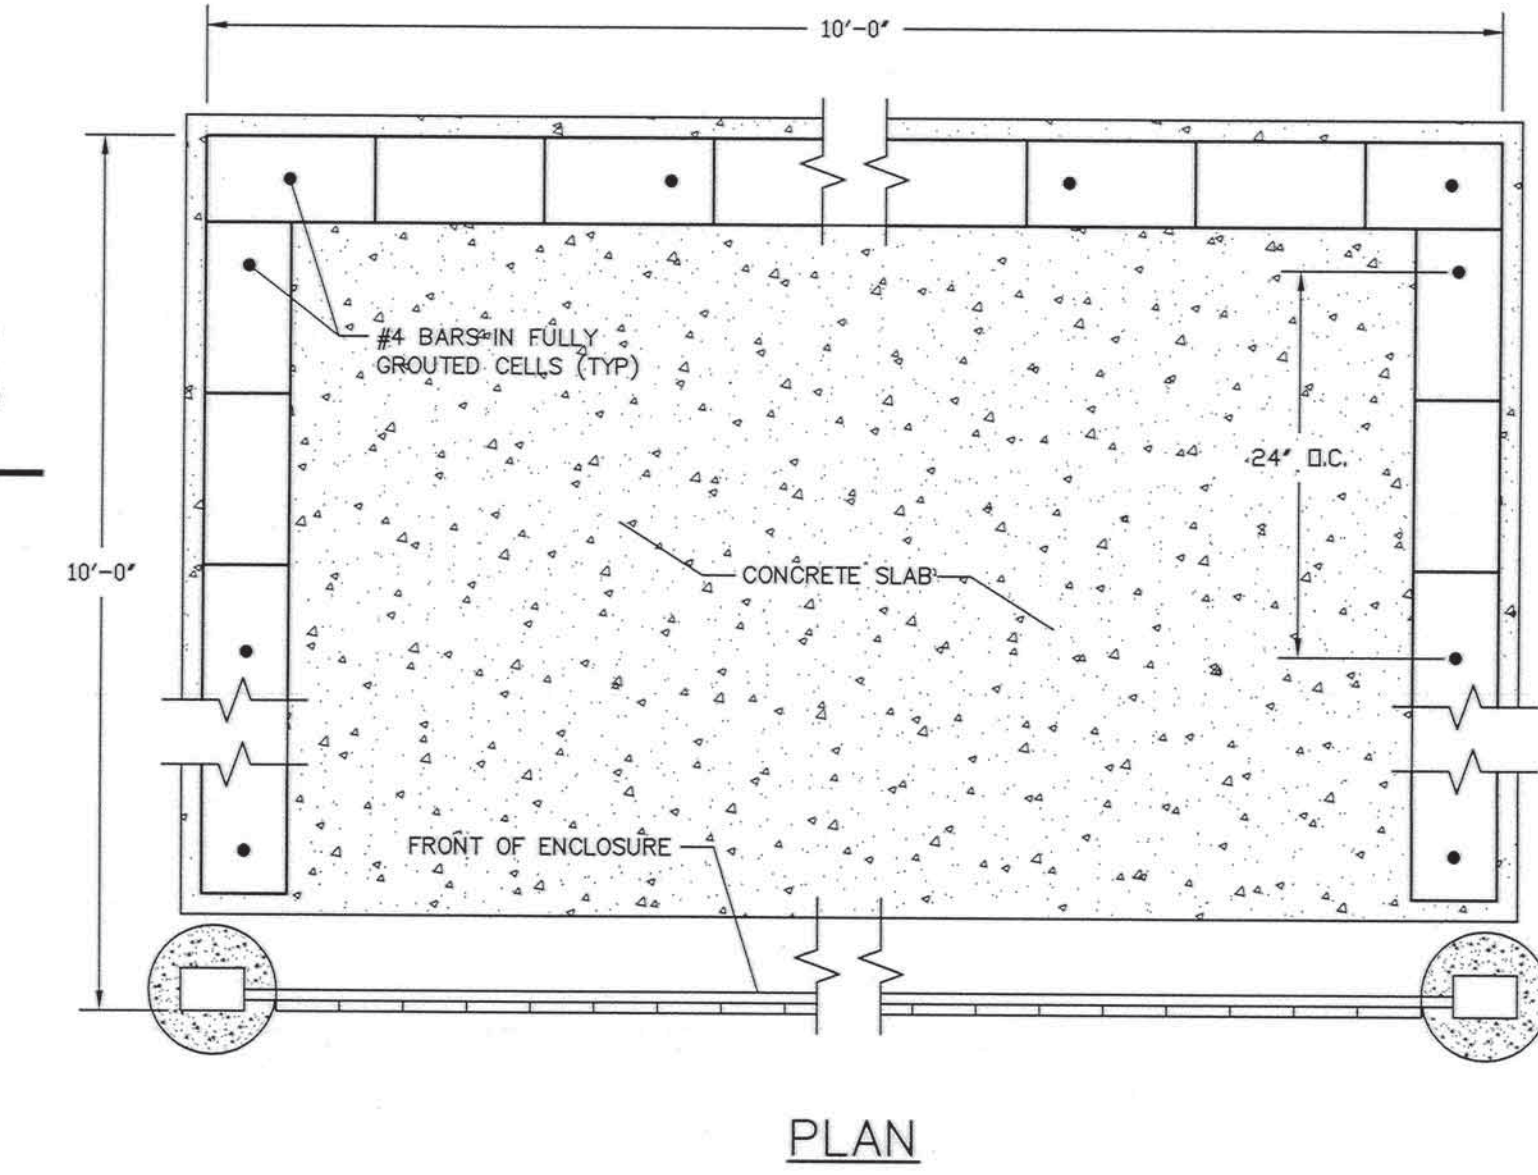 10'-0"
#4 BARS IN FULLY
GROUTED CELLS (TYP)
24" O.C.
10'-0"
CONCRETE SLAB
FRONT OF ENCLOSURE
PLAN